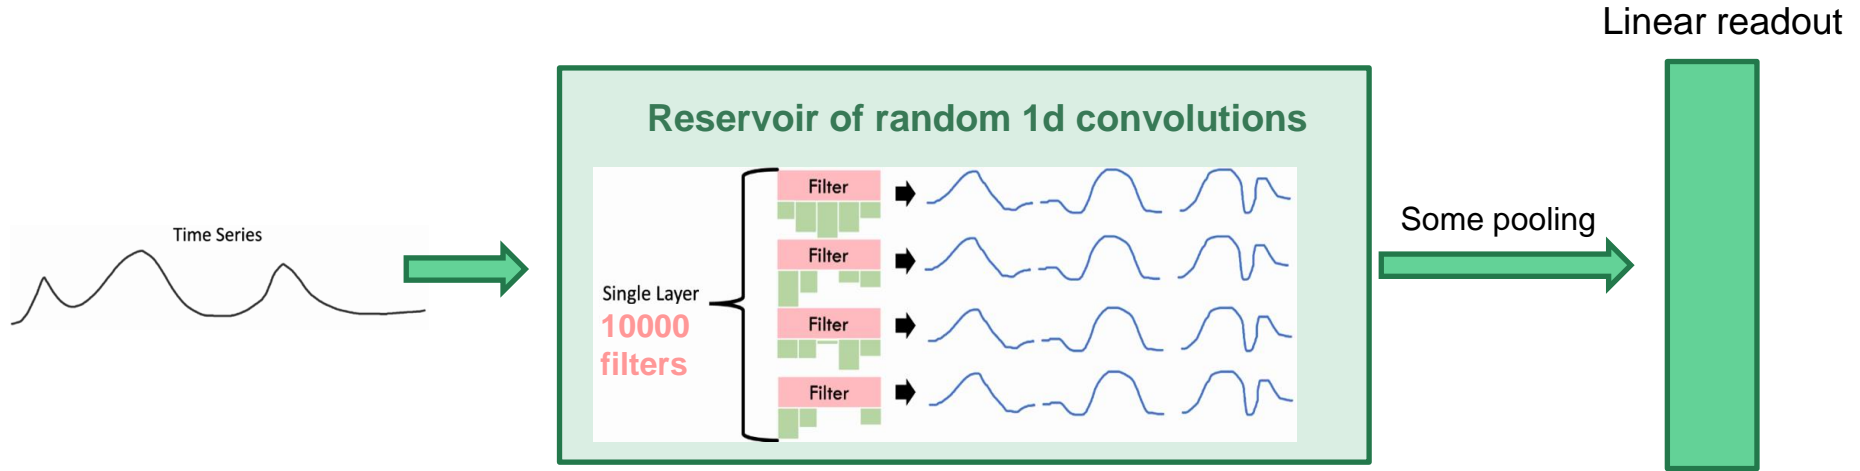 Linear readout
Reservoir of random 1d convolutions
Time Series
Single Layer
10000
filters
Filter
Filter
Filter
Filter
Some pooling